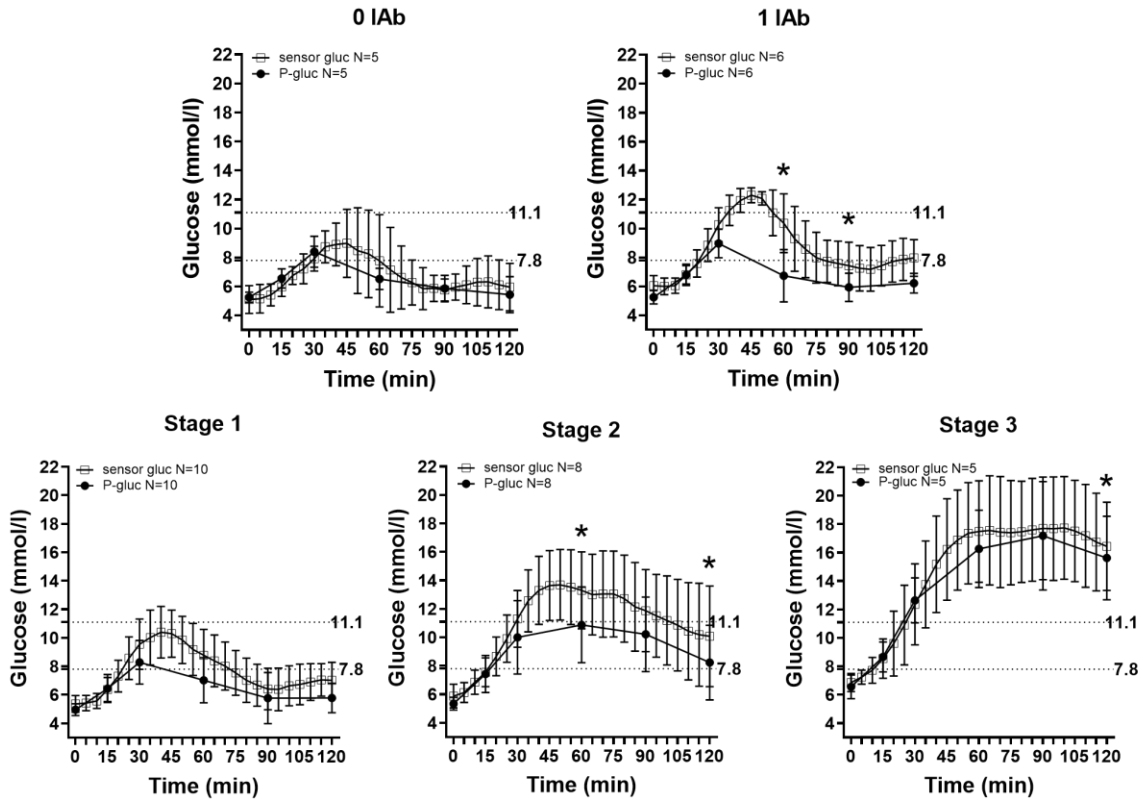 0 IAb
22
20
18
16
14
12
10
8
6
4
Glucose (mmol/l)
sensor gluc N=5
P-gluc N=5
11.1
7.8
0 15 30 45 60 75 90 105 120
Time (min)
1 IAb
22
20
18
16
14
12
10
8
6
4
Glucose (mmol/l)
sensor gluc N=6
P-gluc N=6
*
*
11.1
7.8
0 15 30 45 60 75 90 105 120
Time (min)
Stage 1
22
20
18
16
14
12
10
8
6
4
Glucose (mmol/l)
sensor gluc N=10
P-gluc N=10
11.1
7.8
0 15 30 45 60 75 90 105 120
Time (min)
Stage 2
22
20
18
16
14
12
10
8
6
4
Glucose (mmol/l)
sensor gluc N=8
P-gluc N=8
*
*
11.1
7.8
0 15 30 45 60 75 90 105 120
Time (min)
Stage 3
22
20
18
16
14
12
10
8
6
4
Glucose (mmol/l)
sensor gluc N=5
P-gluc N=5
*
11.1
7.8
0 15 30 45 60 75 90 105 120
Time (min)